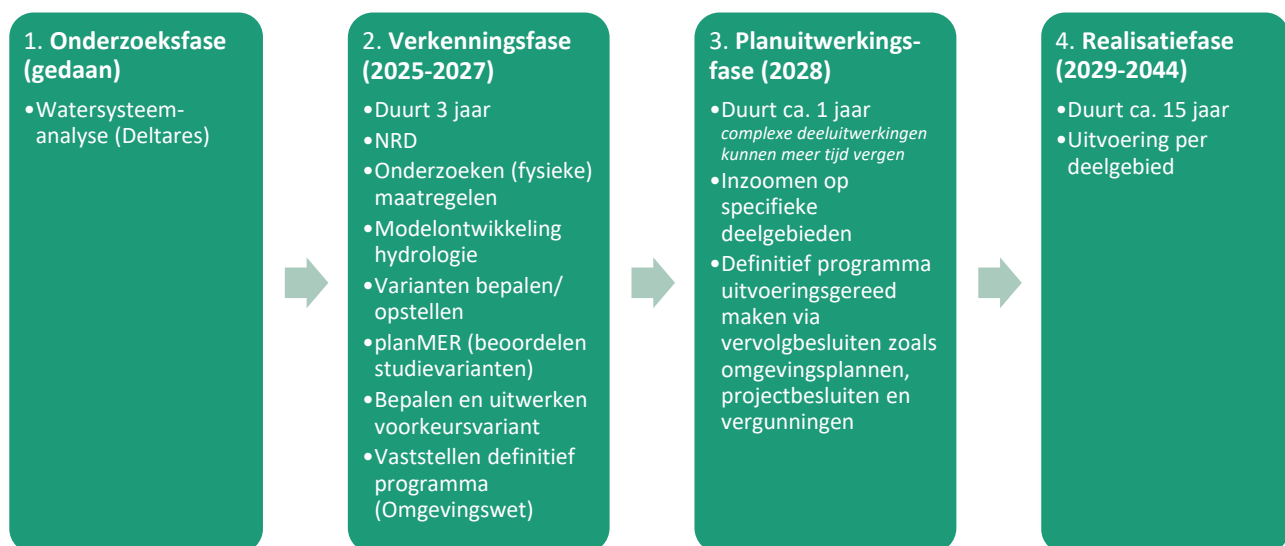 1. Onderzoeksfase
(gedaan)
•Watersysteem-
analyse (Deltares)
2. Verkenningsfase
(2025-2027)
•Duurt 3 jaar
•NRD
•Onderzoeken (fysieke)
maatregelen
•Modelontwikkeling
hydrologie
•Varianten bepalen/
opstellen
•planMER (beoordelen
studievarianten)
•Bepalen en uitwerken
voorkeursvariant
•Vaststellen definitief
programma
(Omgevingswet)
3. Planuitwerkings-
fase (2028)
•Duurt ca. 1 jaar
complexe deeluitwerkingen
kunnen meer tijd vergen
•Inzoomen op
specifieke
deelgebieden
•Definitief programma
uitvoeringsgereed
maken via
vervolgbesluiten zoals
omgevingsplannen,
projectbesluiten en
vergunningen
4. Realisatiefase
(2029-2044)
•Duurt ca. 15 jaar
•Uitvoering per
deelgebied